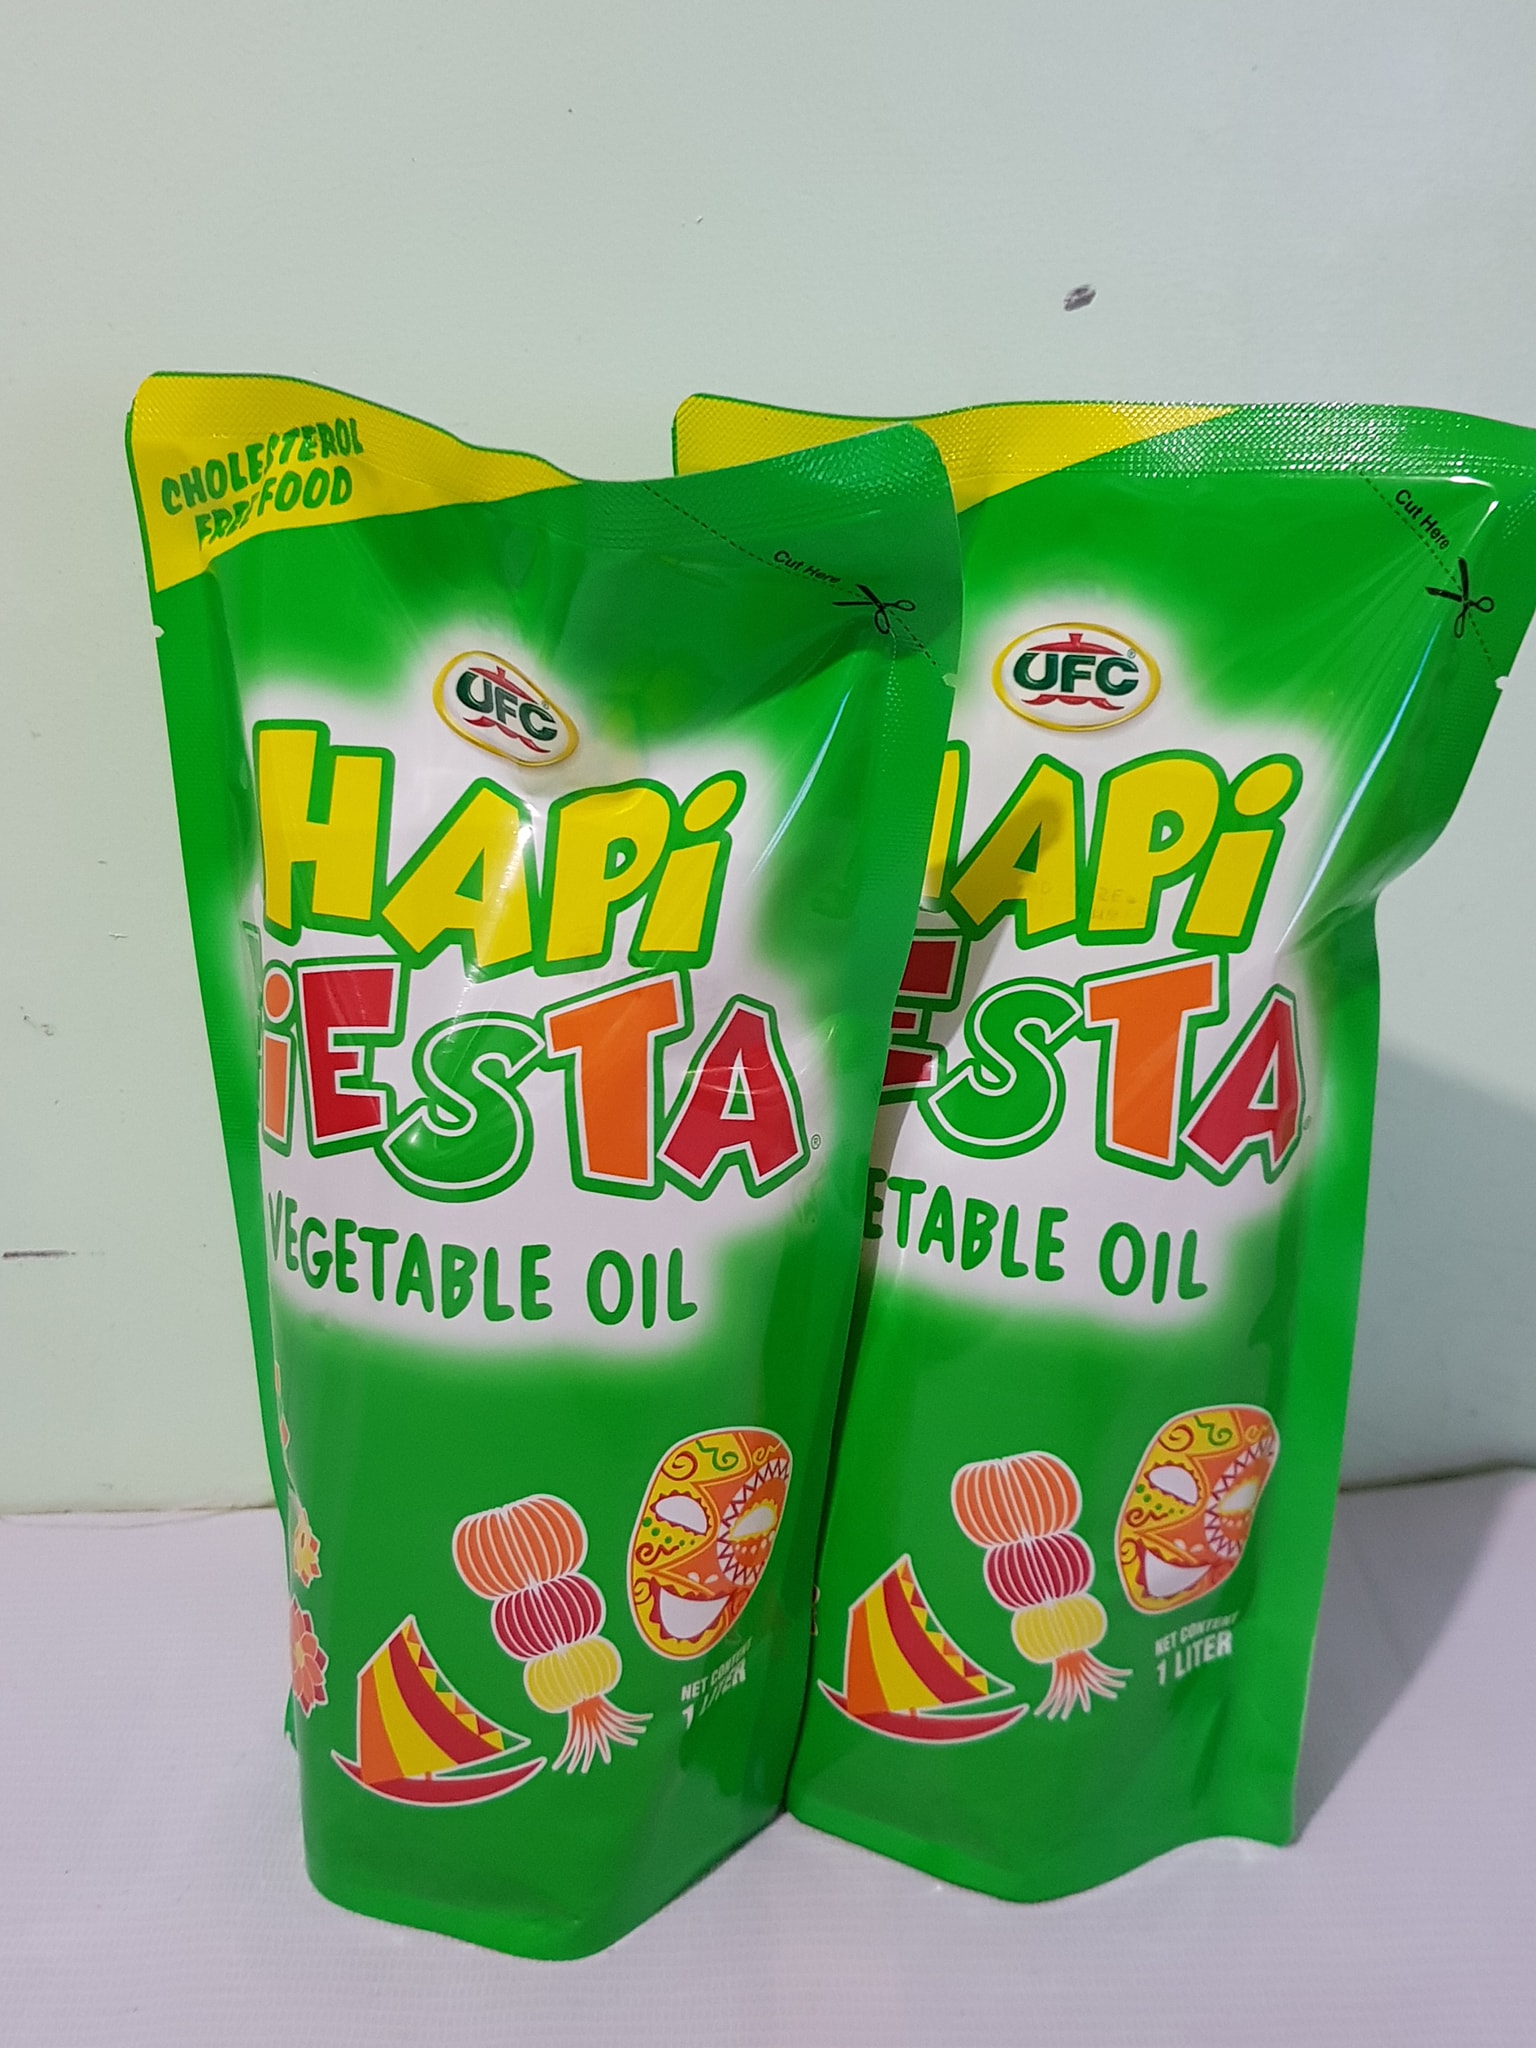 CHOLESTEROL
FREE FOOD
Cut Here
UFC®
HAPi
FiESTA®
VEGETABLE OIL
NET CONTENT
1 LITER
Cut Here
UFC®
HAPi
ESTA
ETABLE OIL
NET CONTENT
1 LITER